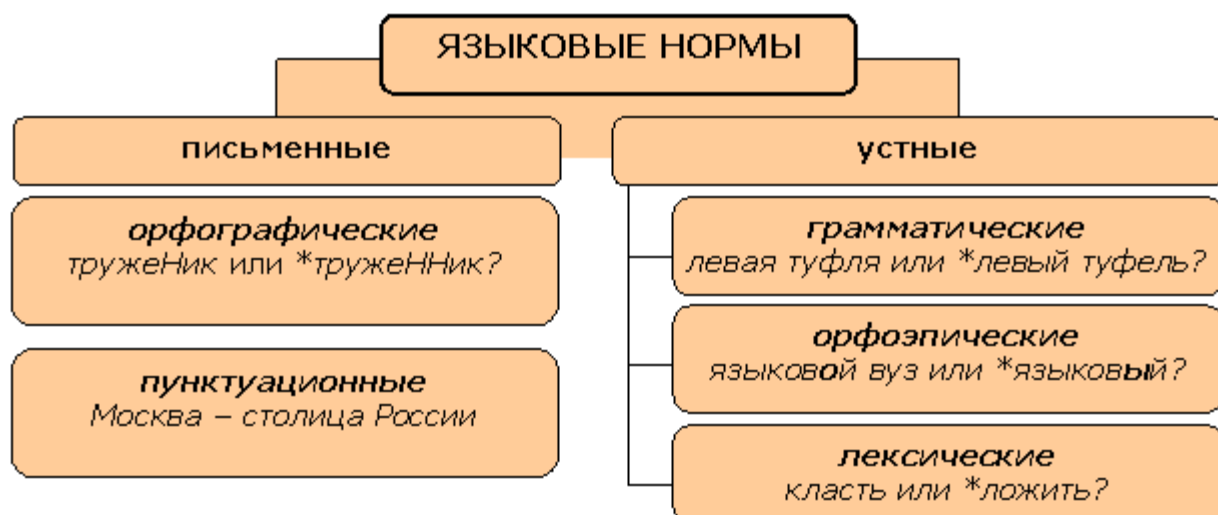 ЯЗЫКОВЫЕ НОРМЫ
письменные
орфографические
тружеНик или *тружеННик?
пунктуационные
Москва – столица России
устные
грамматические
левая туфля или *левый туфель?
орфоэпические
языковой вуз или *языковый?
лексические
класть или *ложить?